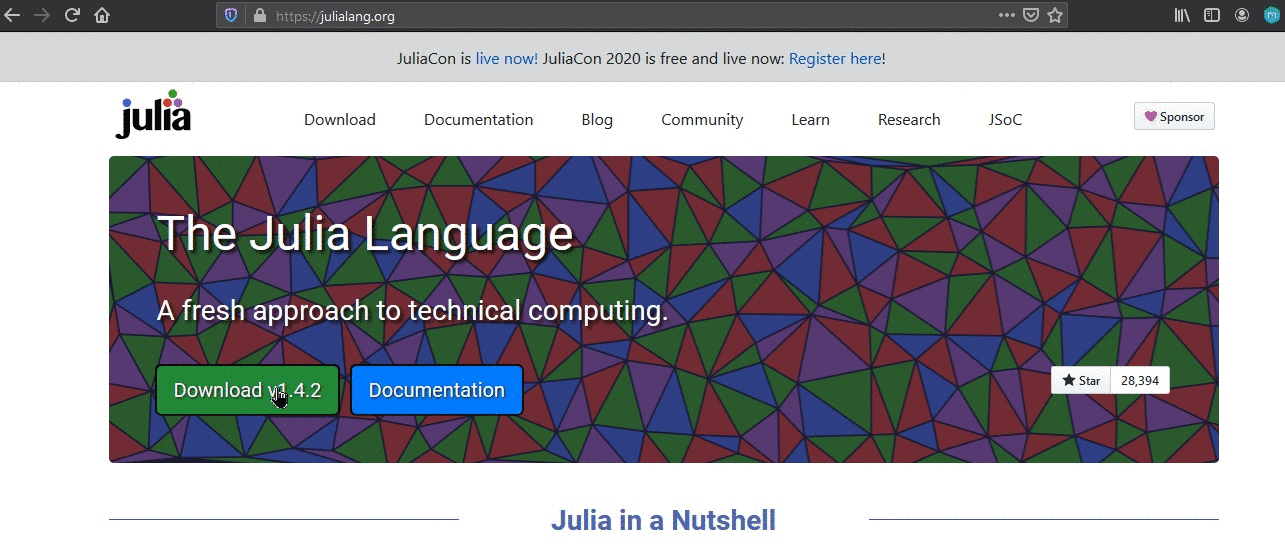 https://julialang.org
JuliaCon is live now! JuliaCon 2020 is free and live now: Register here!
julia
Download Documentation Blog Community Learn Research JSoC
Sponsor
The Julia Language
A fresh approach to technical computing.
Download v1.4.2 Documentation
Star 28,394
Julia in a Nutshell